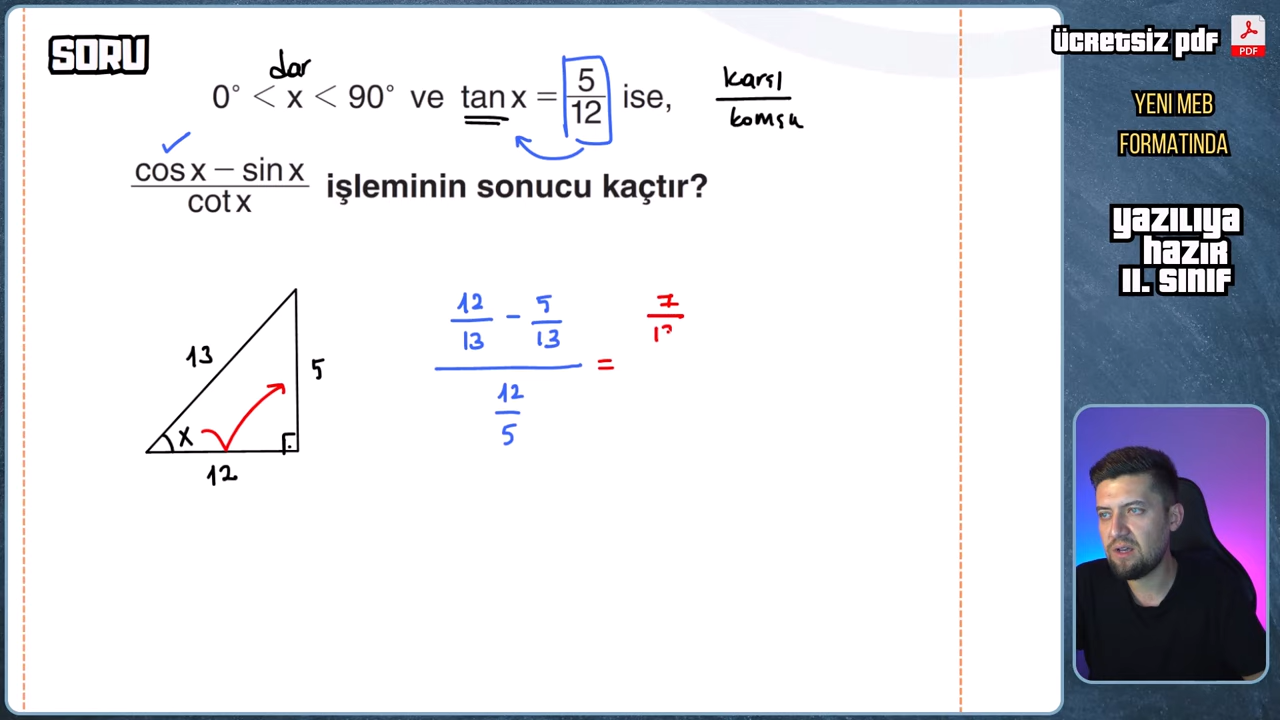 SORU
dar
0° < x < 90° ve tan x = 5/12 ise,
karşı
komşu
cos x – sin x
cot x
işleminin sonucu kaçtır?
13
5
x
12
12/13 - 5/13
12/5
=
7
ÜCRETSİZ PDF
PDF
YENI MEB
FORMATINDA
YAZILIYA
HAZIR
11. SINIF